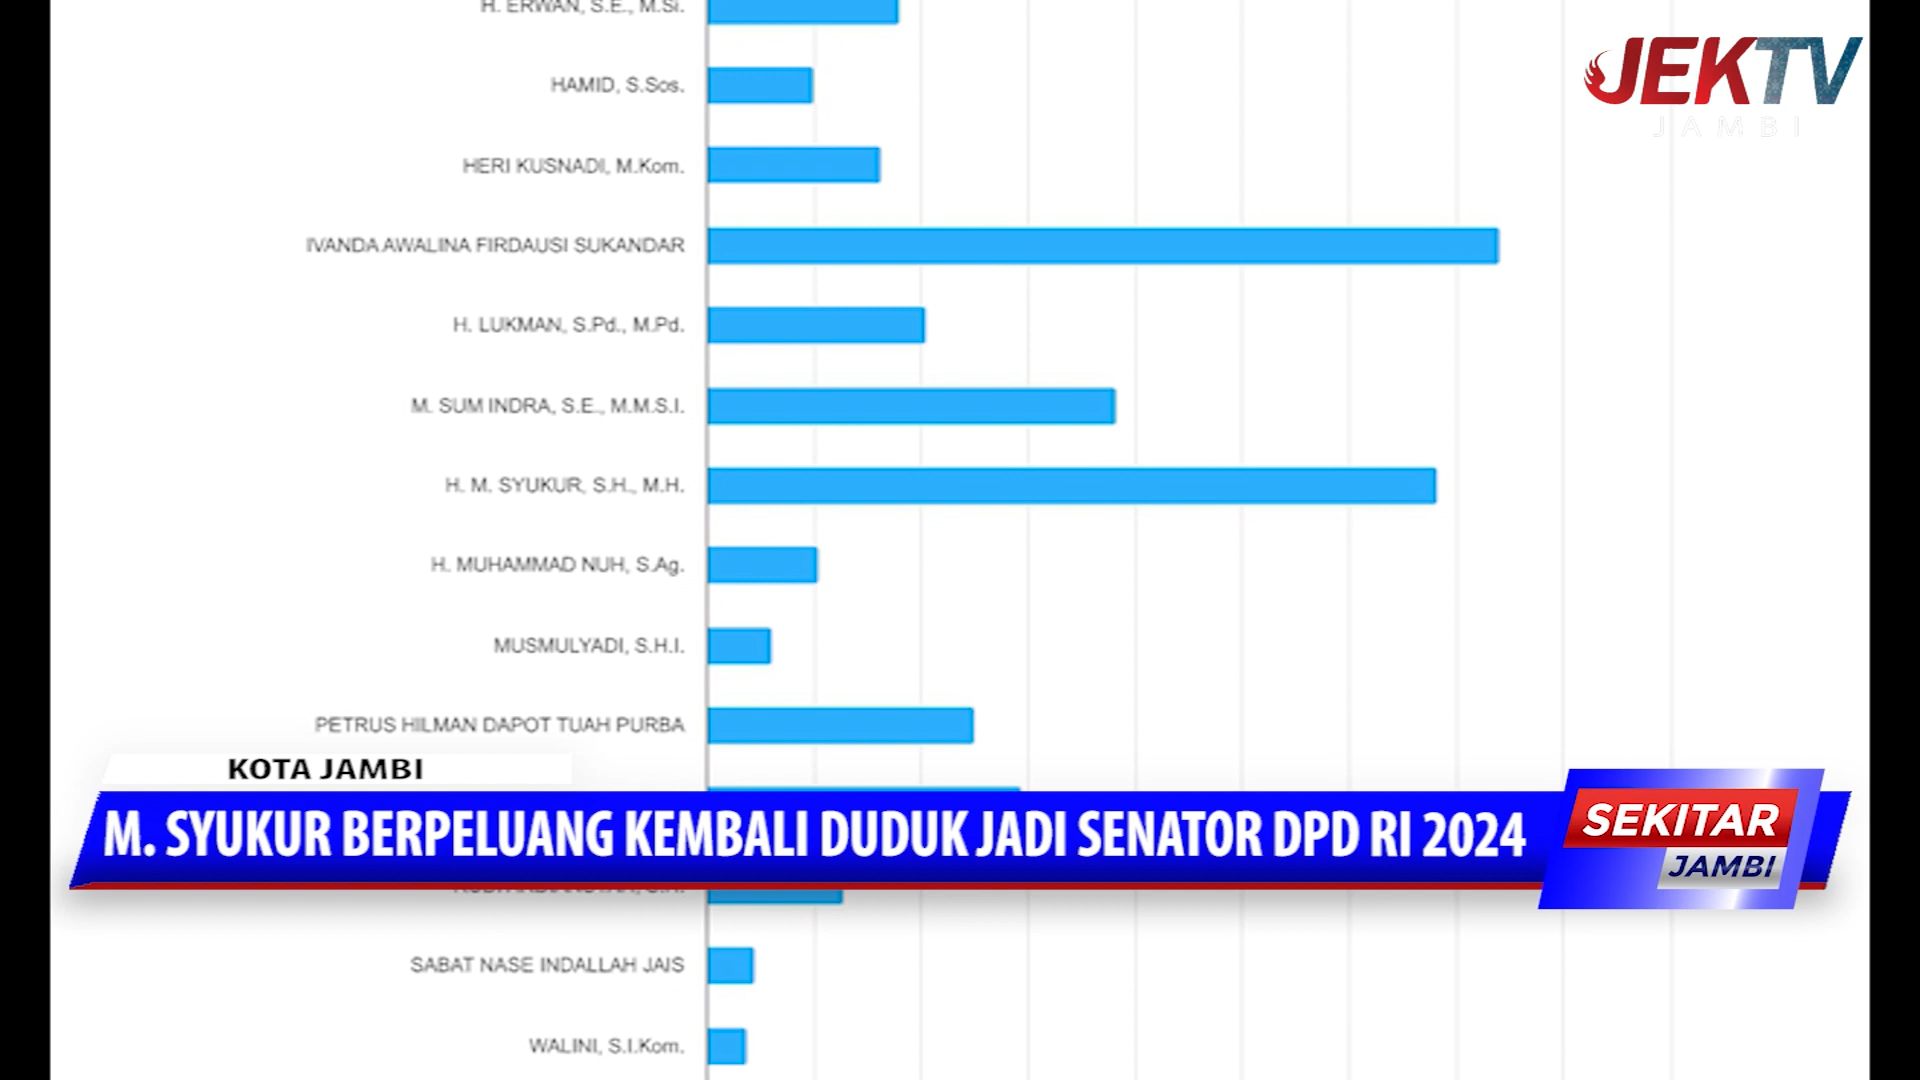 H. ERWAN, S.E., M.Si.
JEKTV
JAMBI
HAMID, S.Sos.
HERI KUSNADI, M.Kom.
IVANDA AWALINA FIRDAUSI SUKANDAR
H. LUKMAN, S.Pd., M.Pd.
M. SUM INDRA, S.E., M.M.S.I.
H. M. SYUKUR, S.H., M.H.
H. MUHAMMAD NUH, S.Ag.
MUSMULYADI, S.H.I.
PETRUS HILMAN DAPOT TUAH PURBA
KOTA JAMBI
M. SYUKUR BERPELUANG KEMBALI DUDUK JADI SENATOR DPD RI 2024
SEKITAR
JAMBI
SABAT NASE INDALLAH JAIS
WALINI, S.I.Kom.